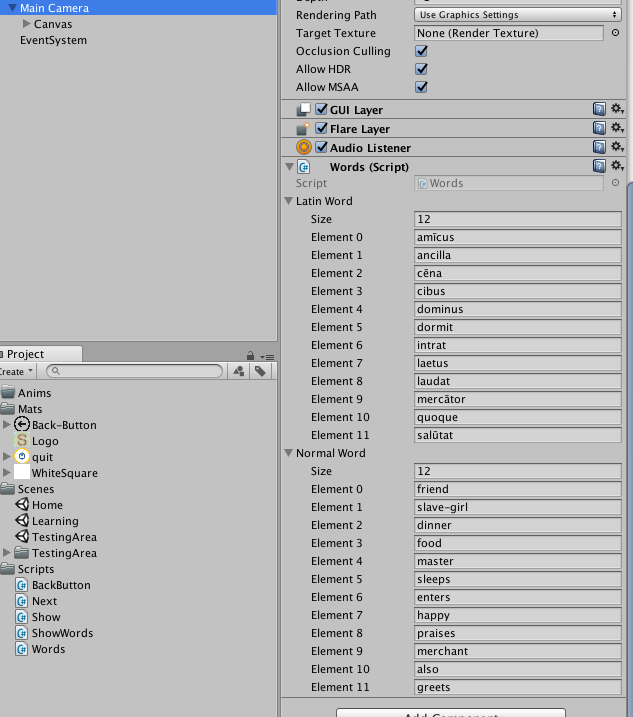 Main Camera
Canvas
EventSystem
Project
Create
Anims
Mats
Back-Button
Logo
quit
WhiteSquare
Scenes
Home
Learning
TestingArea
TestingArea
Scripts
BackButton
Next
Show
ShowWords
Words
Rendering Path Use Graphics Settings
Target Texture None (Render Texture)
Occlusion Culling
Allow HDR
Allow MSAA
GUI Layer
Flare Layer
Audio Listener
Words (Script)
Script Words
Latin Word
Size 12
Element 0 amīcus
Element 1 ancilla
Element 2 cēna
Element 3 cibus
Element 4 dominus
Element 5 dormit
Element 6 intrat
Element 7 laetus
Element 8 laudat
Element 9 mercātor
Element 10 quoque
Element 11 salūtat
Normal Word
Size 12
Element 0 friend
Element 1 slave-girl
Element 2 dinner
Element 3 food
Element 4 master
Element 5 sleeps
Element 6 enters
Element 7 happy
Element 8 praises
Element 9 merchant
Element 10 also
Element 11 greets
Add Component